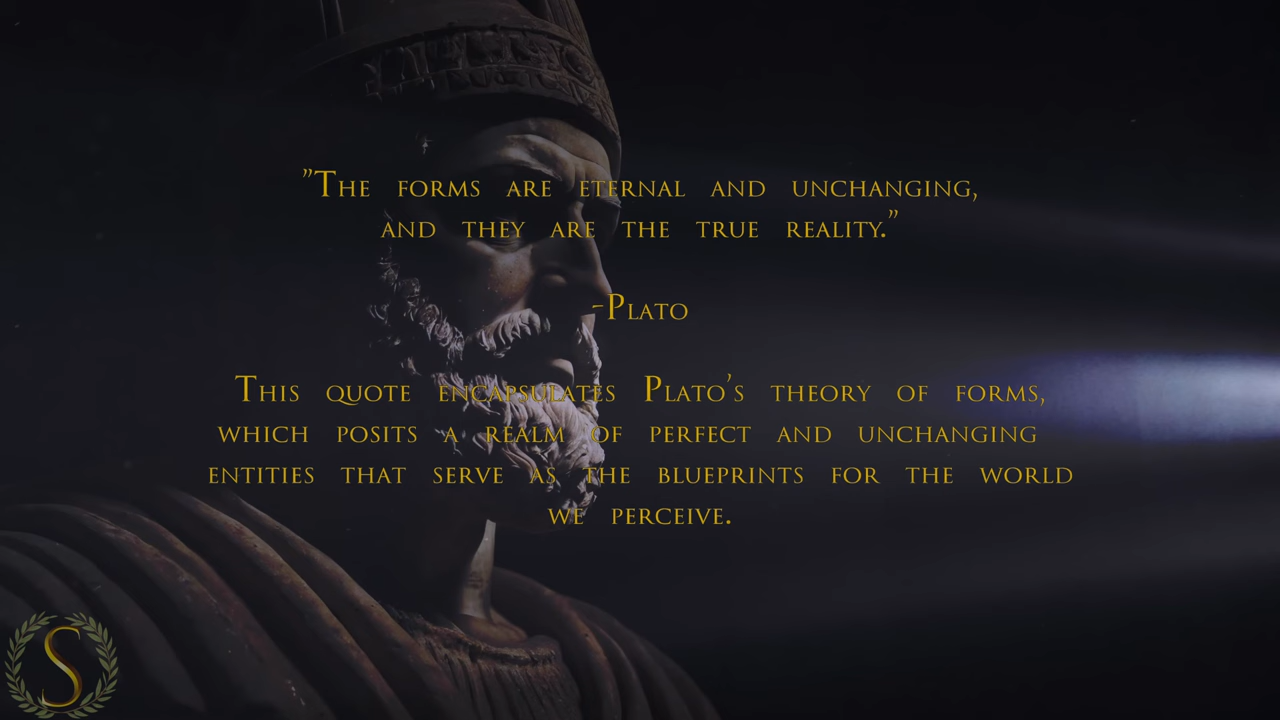 ”The forms are eternal and unchanging,
and they are the true reality.”
-Plato
This quote encapsulates Plato’s theory of forms,
which posits a realm of perfect and unchanging
entities that serve as the blueprints for the world
we perceive.
S